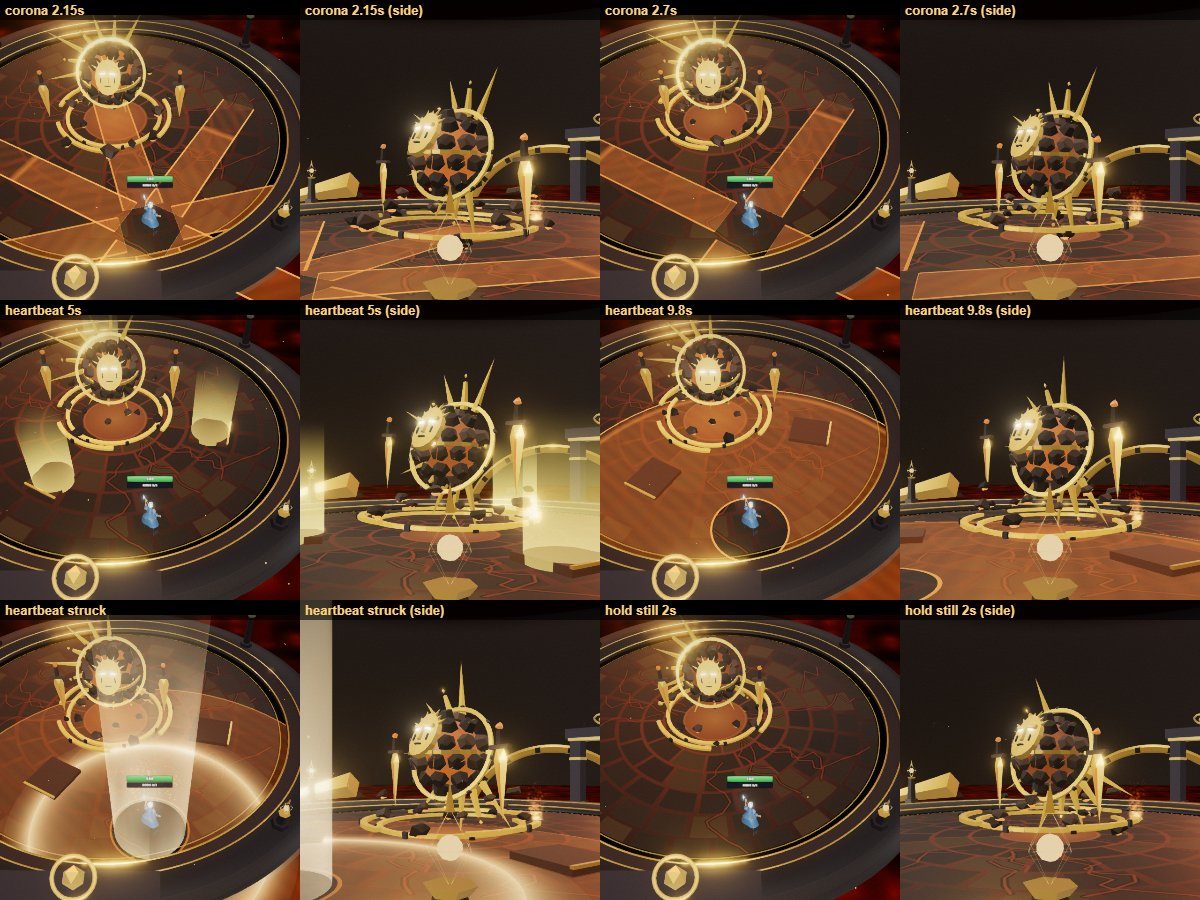 corona 2.15s
corona 2.15s (side)
corona 2.7s
corona 2.7s (side)
heartbeat 5s
heartbeat 5s (side)
heartbeat 9.8s
heartbeat 9.8s (side)
heartbeat struck
heartbeat struck (side)
hold still 2s
hold still 2s (side)